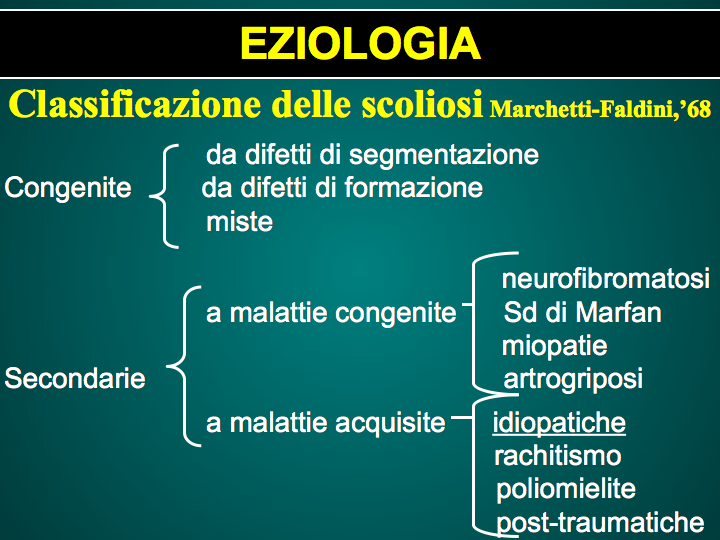 EZIOLOGIA
Classificazione delle scoliosi Marchetti-Faldini,’68
da difetti di segmentazione
Congenite da difetti di formazione
miste
neurofibromatosi
a malattie congenite Sd di Marfan
miopatie
Secondarie artrogriposi
a malattie acquisite idiopatiche
rachitismo
poliomielite
post-traumatiche